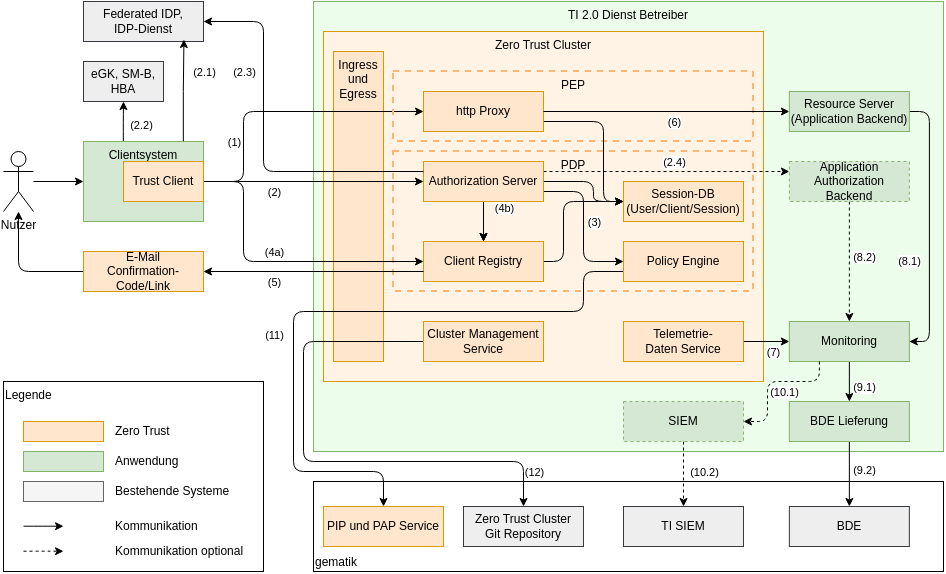 Federated IDP,
IDP-Dienst
TI 2.0 Dienst Betreiber
Zero Trust Cluster
eGK, SM-B,
HBA
(2.1)
(2.3)
(2.2)
Ingress
und
Egress
PEP
http Proxy
(6)
Resource Server
(Application Backend)
(1)
Clientsystem
Trust Client
(2)
PDP
(2.4)
Authorization Server
Session-DB
(User/Client/Session)
Application
Authorization
Backend
(4b)
(3)
Nutzer
E-Mail
Confirmation-
Code/Link
(4a)
(5)
Client Registry
Policy Engine
(8.2)
(8.1)
(11)
Cluster Management
Service
Telemetrie-
Daten Service
(7)
Monitoring
(10.1)
(9.1)
SIEM
BDE Lieferung
(12)
(10.2)
(9.2)
Legende
Zero Trust
Anwendung
Bestehende Systeme
Kommunikation
Kommunikation optional
PIP und PAP Service
Zero Trust Cluster
Git Repository
TI SIEM
BDE
gematik